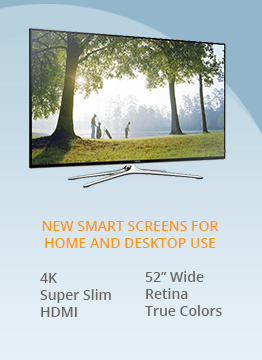 NEW SMART SCREENS FOR
HOME AND DESKTOP USE
4K
Super Slim
HDMI
52” Wide
Retina
True Colors